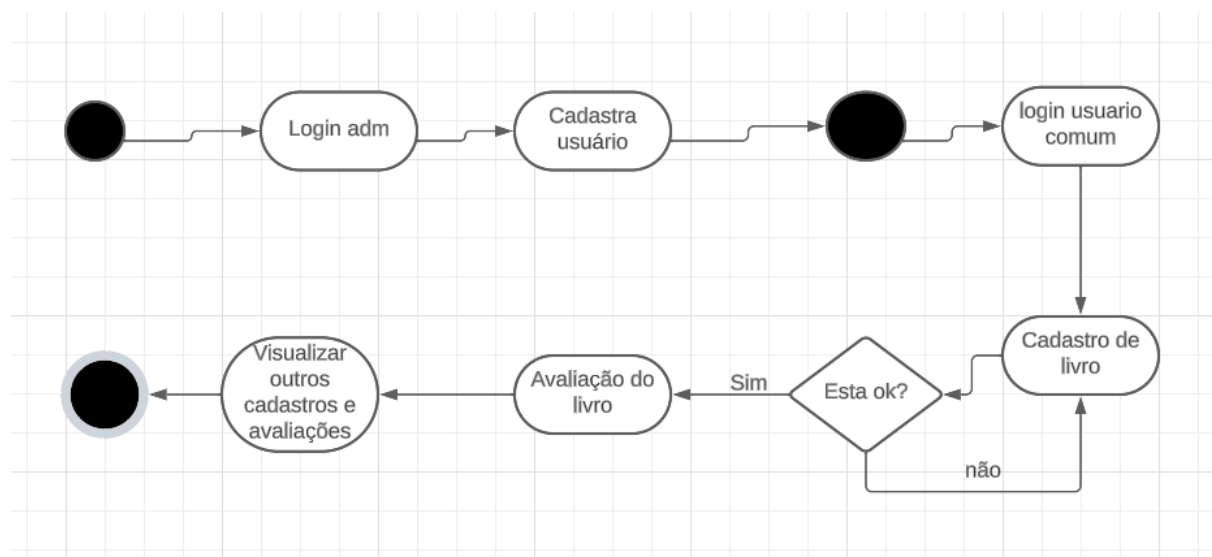 Login adm
Cadastra
usuário
login usuario
comum
Cadastro de
livro
Esta ok?
não
Sim
Avaliação do
livro
Visualizar
outros
cadastros e
avaliações